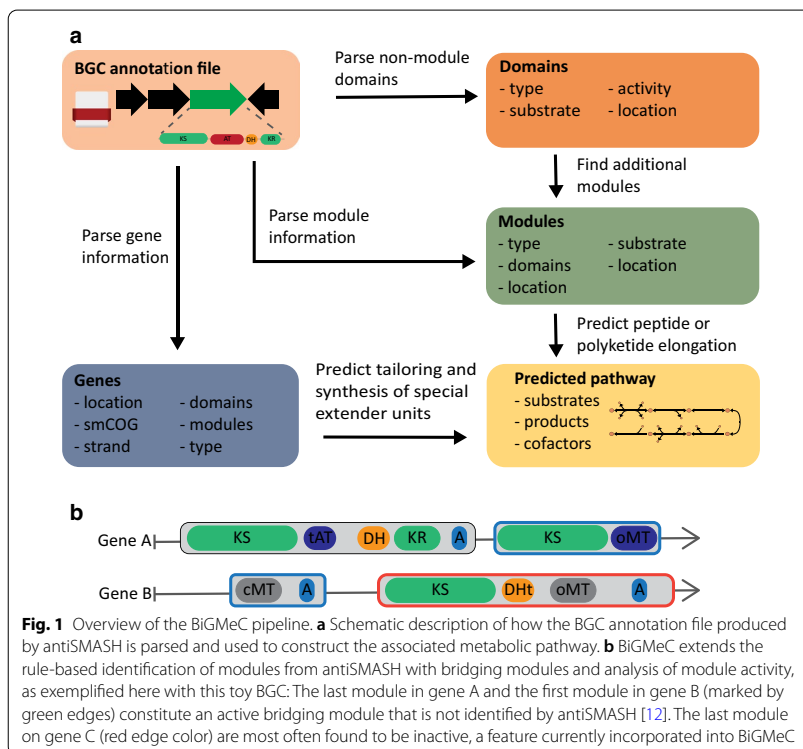 a
BGC annotation file
KS AT DH KR
Parse non-module
domains
Domains
- type - activity
- substrate - location
Find additional
modules
Parse gene
information
Parse module
information
Modules
- type - substrate
- domains - location
- location
Predict peptide or
polyketide elongation
Genes
- location - domains
- smCOG - modules
- strand - type
Predict tailoring and
synthesis of special
extender units
Predicted pathway
- substrates
- products
- cofactors
b
Gene A KS tAT DH KR A KS oMT
Gene B cMT A KS DHt oMT A
Fig. 1 Overview of the BiGMeC pipeline. a Schematic description of how the BGC annotation file produced
by antiSMASH is parsed and used to construct the associated metabolic pathway. b BiGMeC extends the
rule-based identification of modules from antiSMASH with bridging modules and analysis of module activity,
as exemplified here with this toy BGC: The last module in gene A and the first module in gene B (marked by
green edges) constitute an active bridging module that is not identified by antiSMASH [12]. The last module
on gene C (red edge color) are most often found to be inactive, a feature currently incorporated into BiGMeC